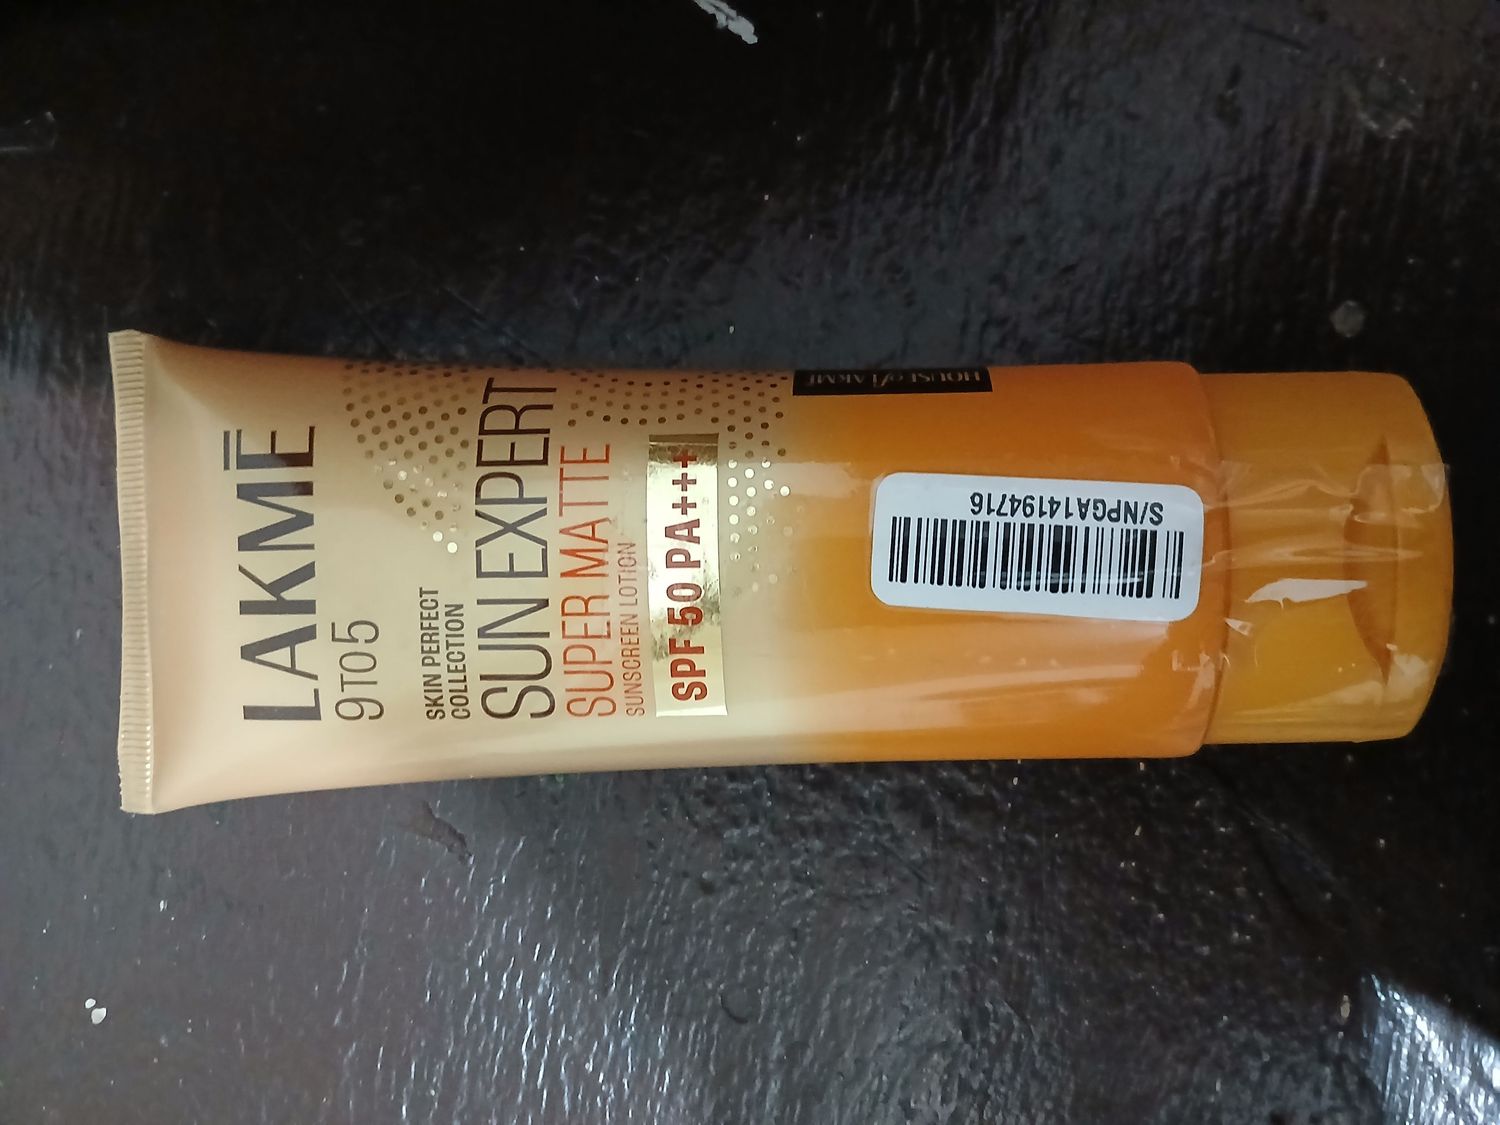 LAKMĒ
9TO5
SKIN PERFECT
COLLECTION
SUN EXPERT
SUPER MATTE
SUNSCREEN LOTION
SPF 50 PA+++
HOUSE of LAKMĒ
S/NPGA14194716